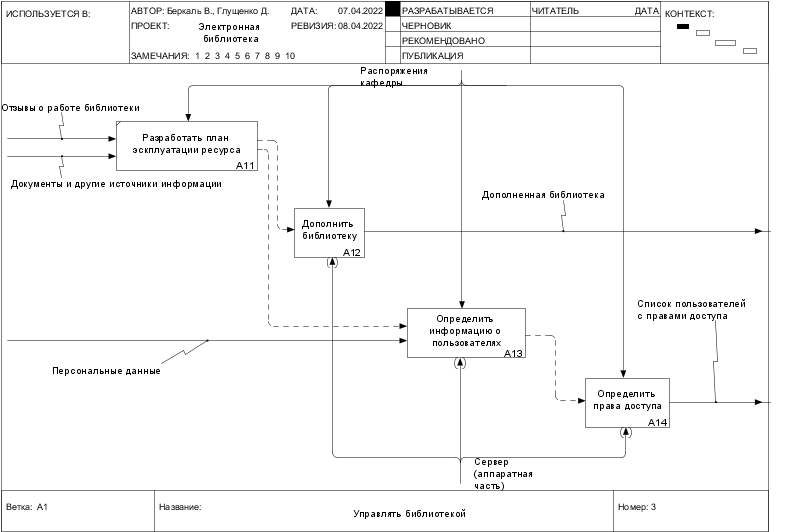 ИСПОЛЬЗУЕТСЯ В:
АВТОР: Беркаль В., Глущенко Д.
ДАТА: 07.04.2022
ПРОЕКТ: Электронная
библиотека
РЕВИЗИЯ: 08.04.2022
ЗАМЕЧАНИЯ: 1 2 3 4 5 6 7 8 9 10
РАЗРАБАТЫВАЕТСЯ
ЧЕРНОВИК
РЕКОМЕНДОВАНО
ПУБЛИКАЦИЯ
ЧИТАТЕЛЬ
ДАТА
КОНТЕКСТ:
Распоряжения
кафедры
Отзывы о работе библиотеки
Разработать план
эсклпуатации ресурса
A11
Документы и другие источники информации
Дополненная библиотека
Дополнить
библиотеку
A12
Список пользователей
с правами доступа
Определить
информацию о
пользователях
A13
Персональные данные
Определить
права доступа
A14
Сервер
(аппаратная
часть)
Ветка: A1
Название:
Управлять библиотекой
Номер: 3